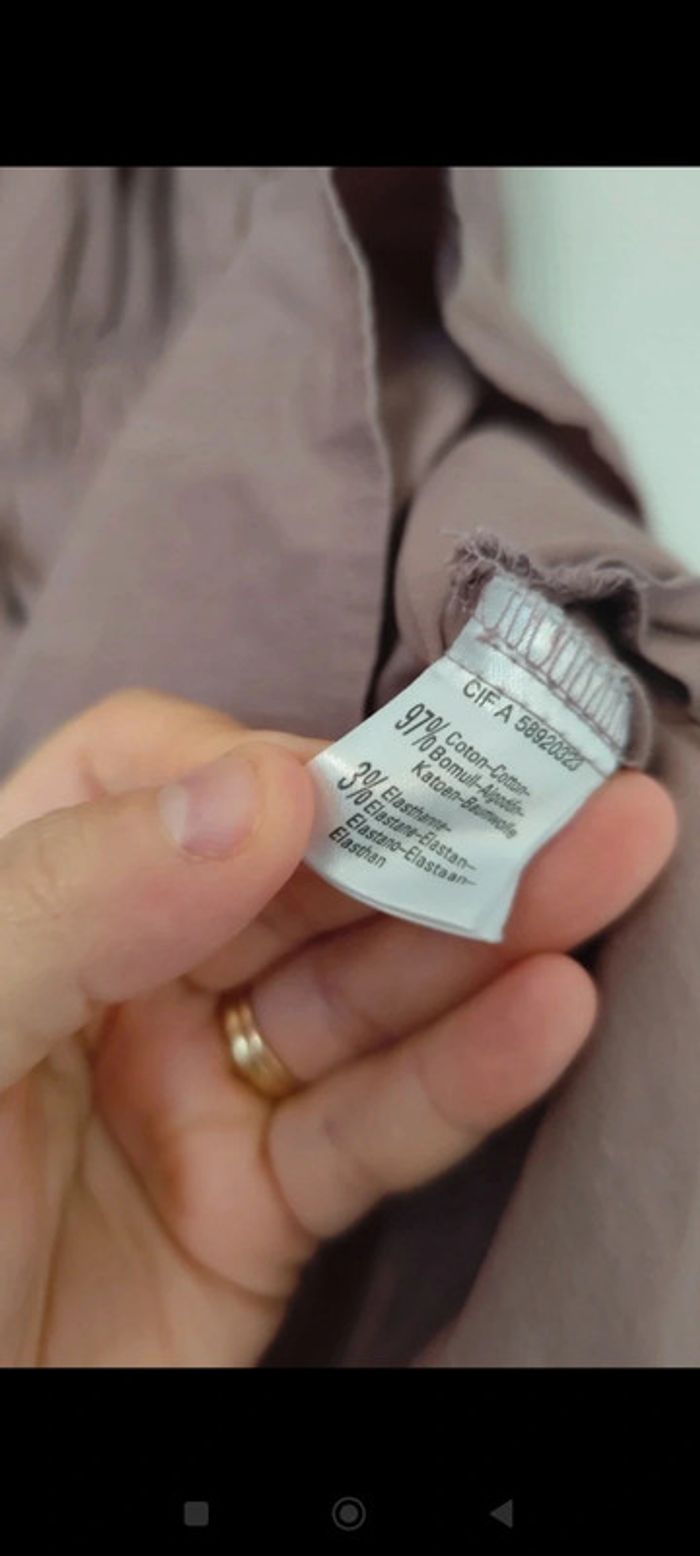 CIF A 58920323
97% Coton-Cotton-
Bomull-Algodón-
Katoen-Baumwolle
3% Elasthanne-
Elastane-Elastan-
Elastano-Elastaan-
Elasthan